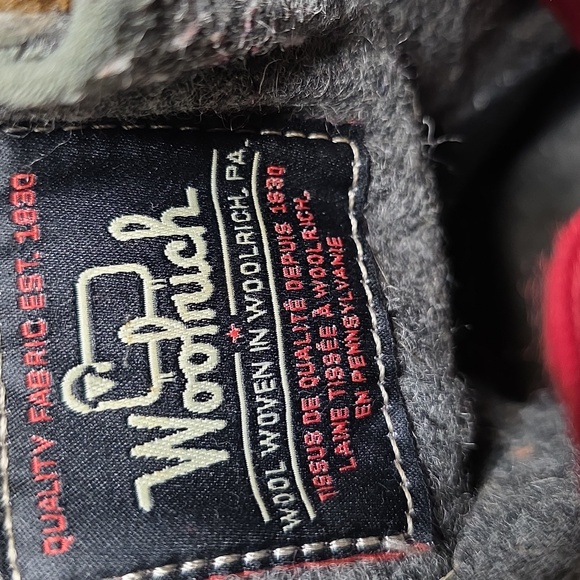 QUALITY FABRIC EST. 1830
Woolrich
WOOL WOVEN IN WOOLRICH, PA.
TISSUS DE QUALITÉ DEPUIS 1830
LAINE TISSÉE À WOOLRICH,
EN PENNSYLVANIE